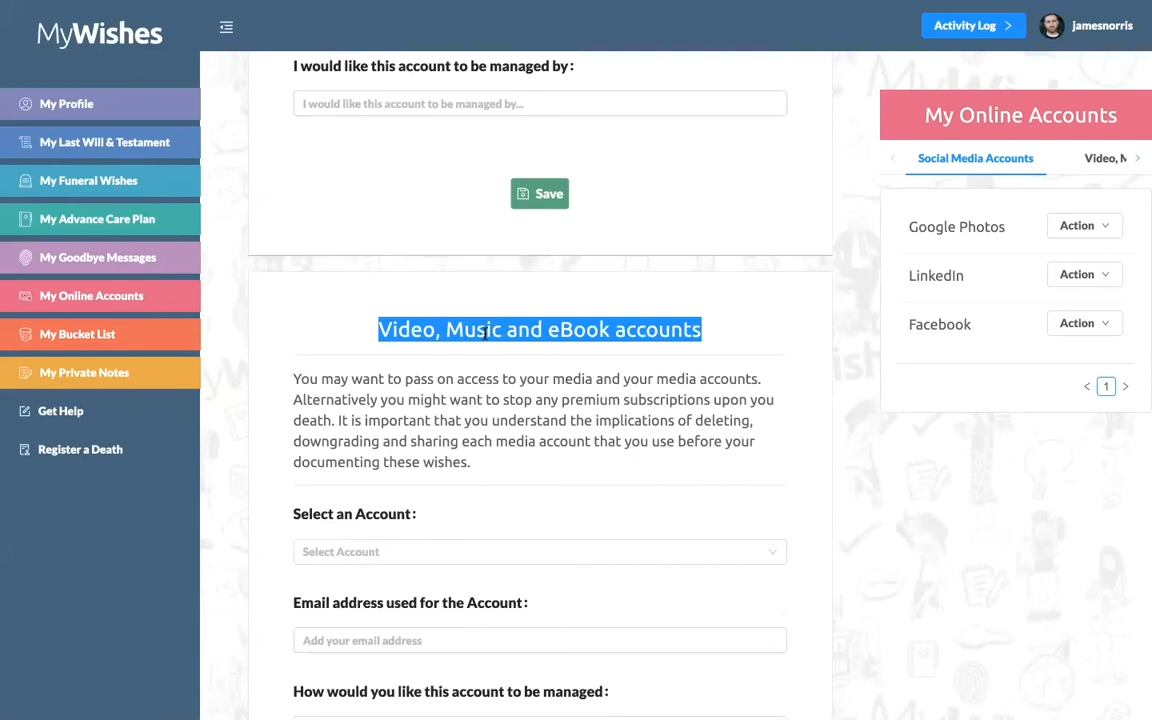 MyWishes
Activity Log
jamesnorris
My Profile
My Last Will & Testament
My Funeral Wishes
My Advance Care Plan
My Goodbye Messages
My Online Accounts
My Bucket List
My Private Notes
Get Help
Register a Death
I would like this account to be managed by:
I would like this account to be managed by...
Save
Video, Music and eBook accounts
You may want to pass on access to your media and your media accounts.
Alternatively you might want to stop any premium subscriptions upon you
death. It is important that you understand the implications of deleting,
downgrading and sharing each media account that you use before your
documenting these wishes.
Select an Account:
Select Account
Email address used for the Account:
Add your email address
How would you like this account to be managed:
My Online Accounts
Social Media Accounts Video, M
Google Photos Action
LinkedIn Action
Facebook Action
1